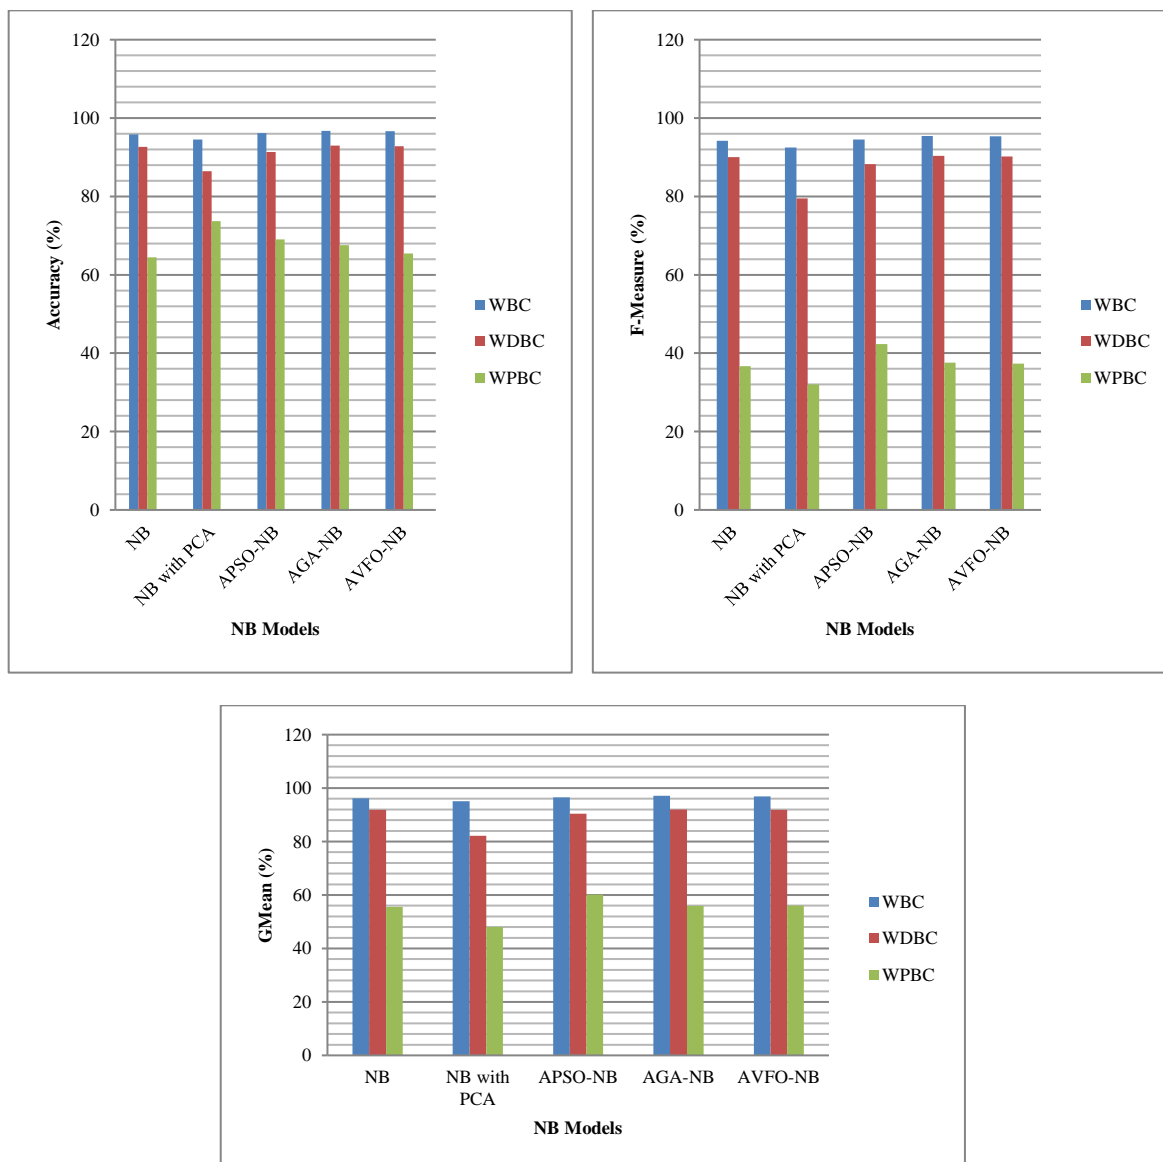 120
100
80
60
40
20
0
Accuracy (%)
NB
NB with PCA
APSO-NB
AGA-NB
AVFO-NB
NB Models
WBC
WDBC
WPBC
120
100
80
60
40
20
0
F-Measure (%)
NB
NB with PCA
APSO-NB
AGA-NB
AVFO-NB
NB Models
WBC
WDBC
WPBC
120
100
80
60
40
20
0
GMean (%)
NB
NB with
PCA
APSO-NB
AGA-NB
AVFO-NB
NB Models
WBC
WDBC
WPBC